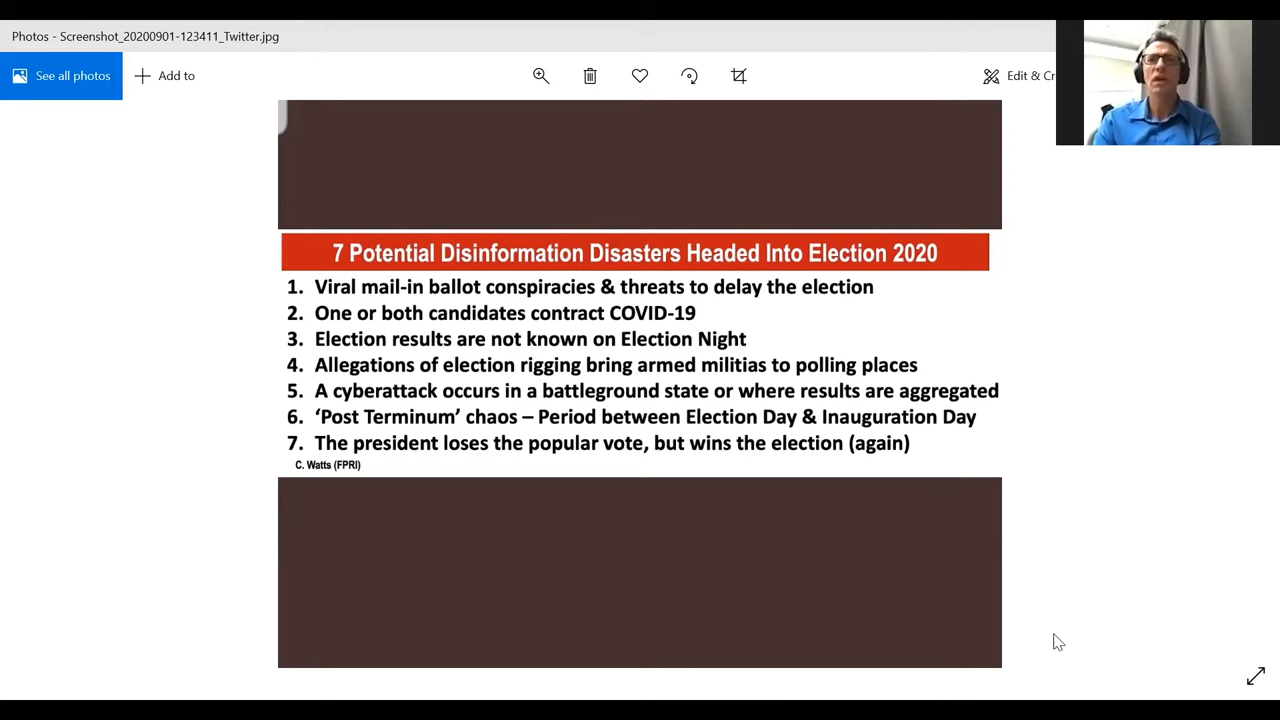 Photos - Screenshot_20200901-123411_Twitter.jpg
See all photos
Add to
Edit & Cr
7 Potential Disinformation Disasters Headed Into Election 2020
1. Viral mail-in ballot conspiracies & threats to delay the election
2. One or both candidates contract COVID-19
3. Election results are not known on Election Night
4. Allegations of election rigging bring armed militias to polling places
5. A cyberattack occurs in a battleground state or where results are aggregated
6. ‘Post Terminum’ chaos – Period between Election Day & Inauguration Day
7. The president loses the popular vote, but wins the election (again)
C. Watts (FPRI)